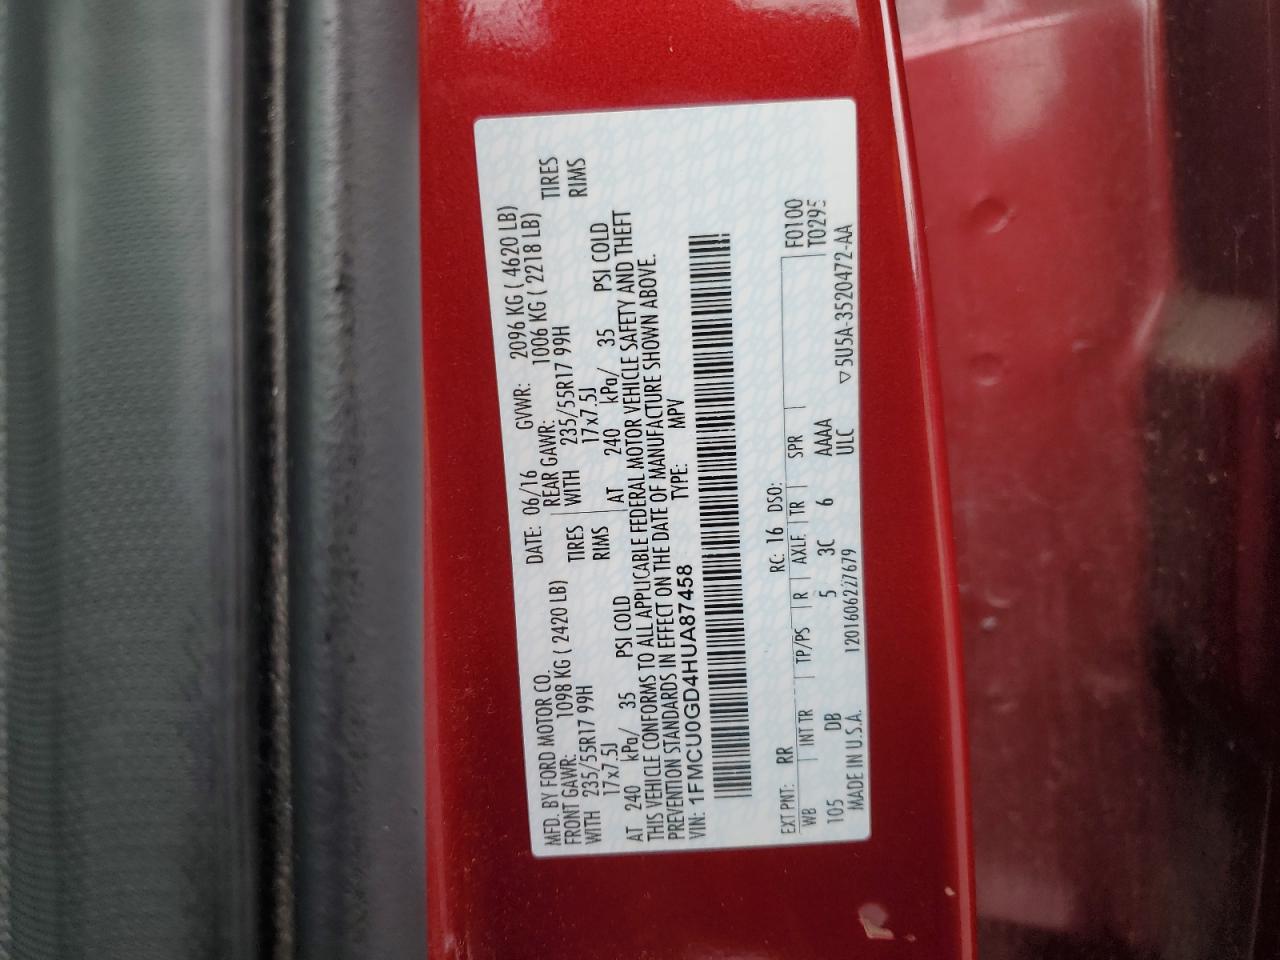 MFD. BY FORD MOTOR CO. DATE: 06/16 GVWR: 2096 KG ( 4620 LB)
FRONT GAWR: 1098 KG ( 2420 LB) REAR GAWR: 1006 KG ( 2218 LB)
WITH 235/55R17 99H TIRES WITH 235/55R17 99H TIRES
17x7.5J RIMS 17x7.5J RIMS
AT 240 kPa/ 35 PSI COLD AT 240 kPa/ 35 PSI COLD
THIS VEHICLE CONFORMS TO ALL APPLICABLE FEDERAL MOTOR VEHICLE SAFETY AND THEFT
PREVENTION STANDARDS IN EFFECT ON THE DATE OF MANUFACTURE SHOWN ABOVE.
VIN: 1FMCU0GD4HUA87458 TYPE: MPV
EXT PNT: RR RC: 16 DSO: F0100
WB INT TR TP/PS R AXLE TR SPR T0295
105 DB 5 3C 6 AAAA
MADE IN U.S.A. 1201606227679 ULC ▽5U5A-3520472-AA